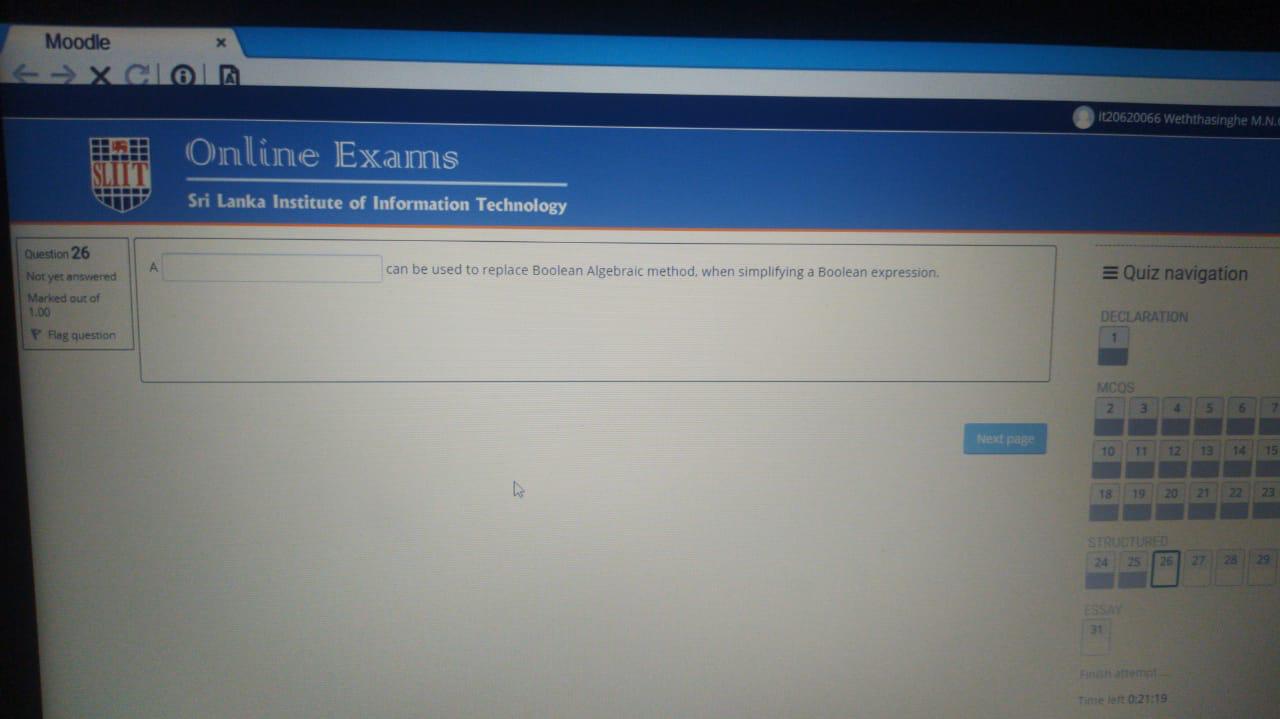 Moodle
it20620066 Weththasinghe M.N.
SLIIT
Online Exams
Sri Lanka Institute of Information Technology
Question 26
Not yet answered
Marked out of
1.00
Flag question
A can be used to replace Boolean Algebraic method, when simplifying a Boolean expression.
Next page
Quiz navigation
DECLARATION
1
MCQS
2 3 4 5 6 7
10 11 12 13 14 15
18 19 20 21 22 23
STRUCTURED
24 25 26 27 28 29
ESSAY
31
Finish attempt ...
Time left 0:21:19